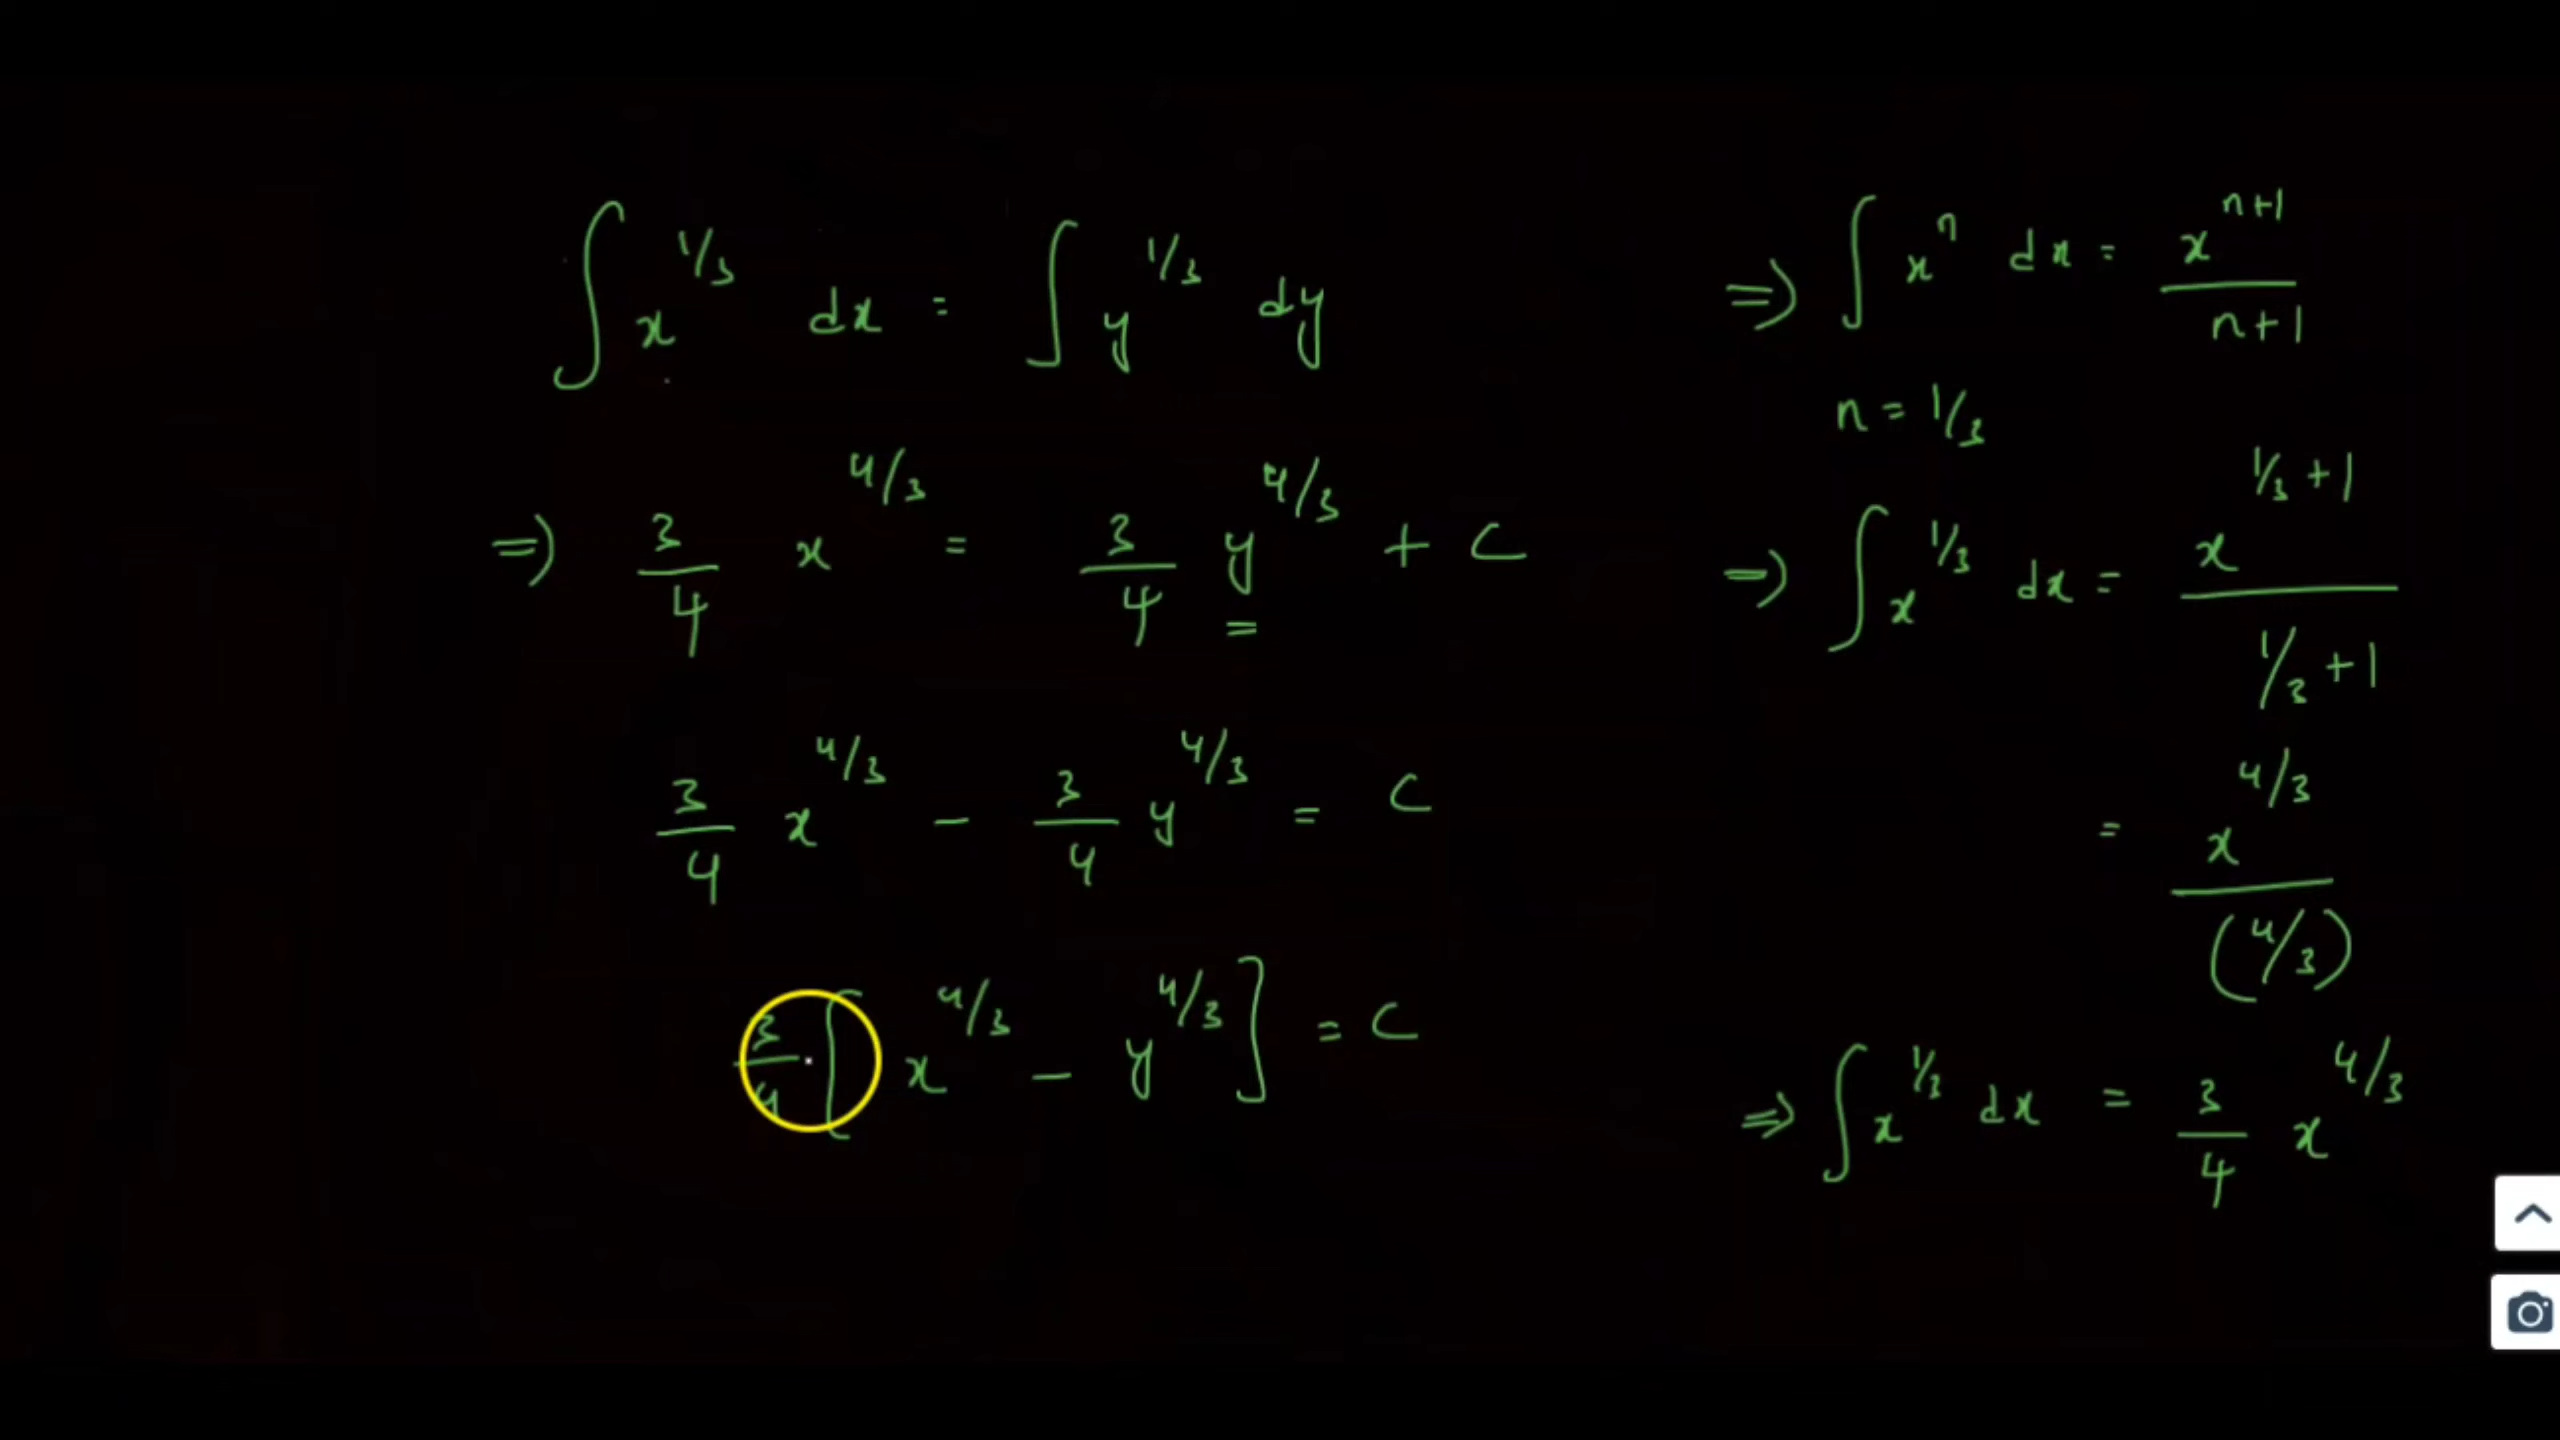 ∫ x^{1/3} dx = ∫ y^{1/3} dy
⇒ 3/4 x^{4/3} = 3/4 y^{4/3} + C
3/4 x^{4/3} - 3/4 y^{4/3} = C
3/4 [ x^{4/3} - y^{4/3} ] = C
⇒ ∫ x^n dx = x^{n+1} / n+1
n = 1/3
⇒ ∫ x^{1/3} dx = x^{1/3 + 1} / 1/3 + 1
= x^{4/3} / (4/3)
⇒ ∫ x^{1/3} dx = 3/4 x^{4/3}